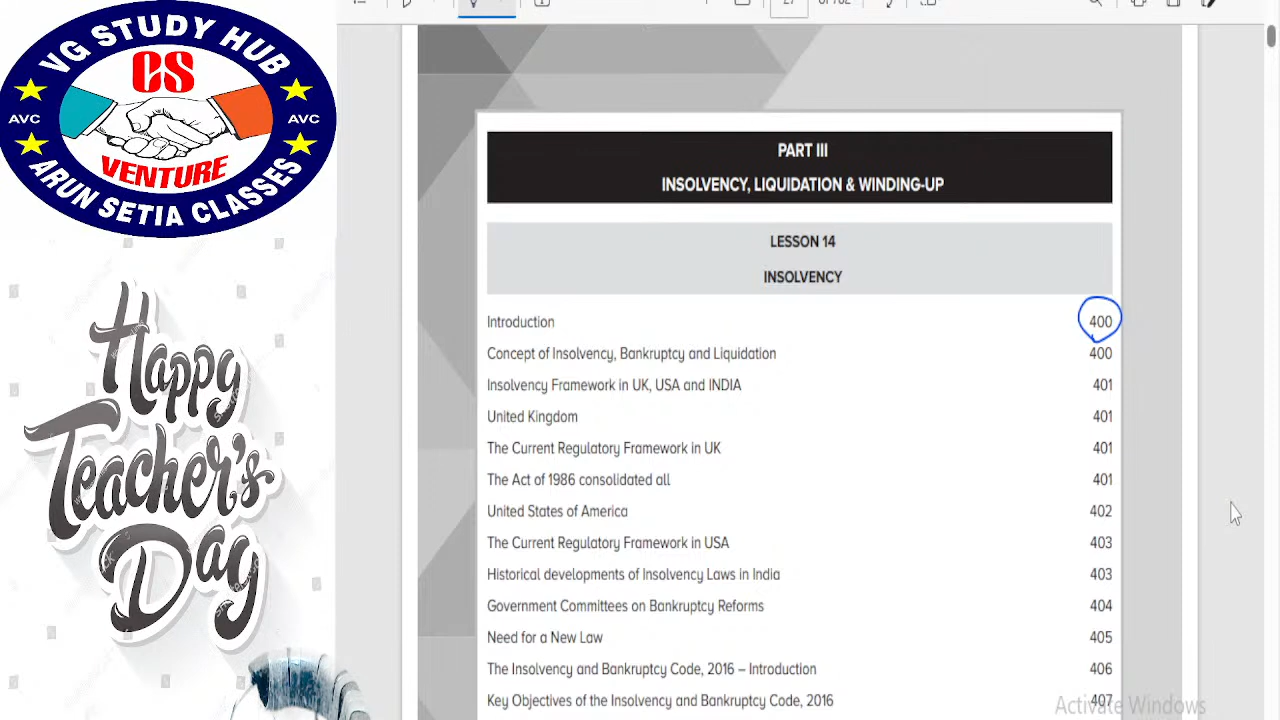 VG STUDY HUB
CS
AVC
AVC
VENTURE
ARUN SETIA CLASSES
Happy
Teacher's
Day
PART III
INSOLVENCY, LIQUIDATION & WINDING-UP
LESSON 14
INSOLVENCY
Introduction 400
Concept of Insolvency, Bankruptcy and Liquidation 400
Insolvency Framework in UK, USA and INDIA 401
United Kingdom 401
The Current Regulatory Framework in UK 401
The Act of 1986 consolidated all 401
United States of America 402
The Current Regulatory Framework in USA 403
Historical developments of Insolvency Laws in India 403
Government Committees on Bankruptcy Reforms 404
Need for a New Law 405
The Insolvency and Bankruptcy Code, 2016 – Introduction 406
Key Objectives of the Insolvency and Bankruptcy Code, 2016 407
Activate Windows